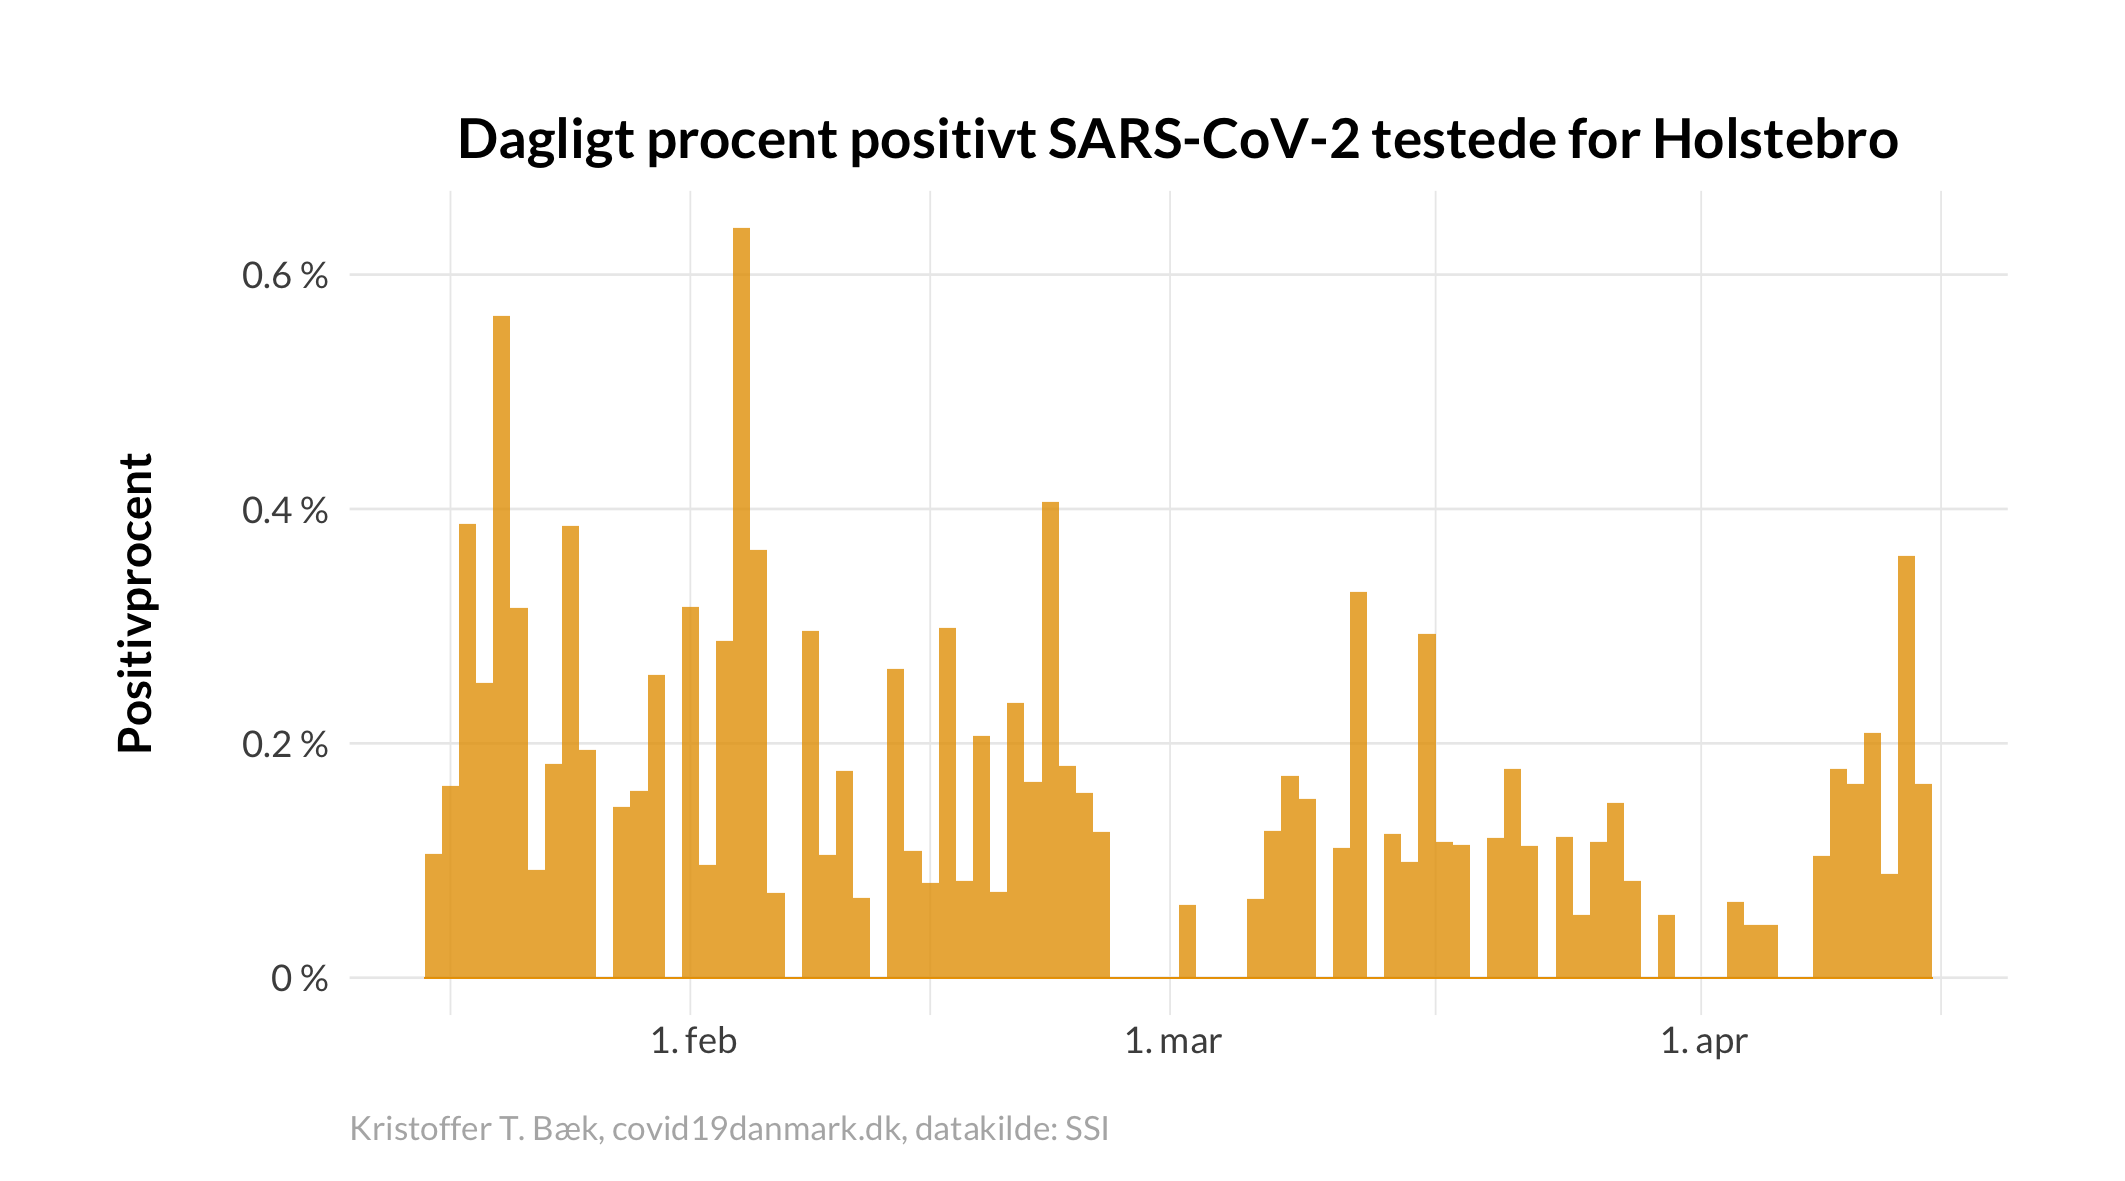 Dagligt procent positivt SARS-CoV-2 testede for Holstebro
Positivprocent
0.6 %
0.4 %
0.2 %
0 %
1. feb
1. mar
1. apr
Kristoffer T. Bæk, covid19danmark.dk, datakilde: SSI